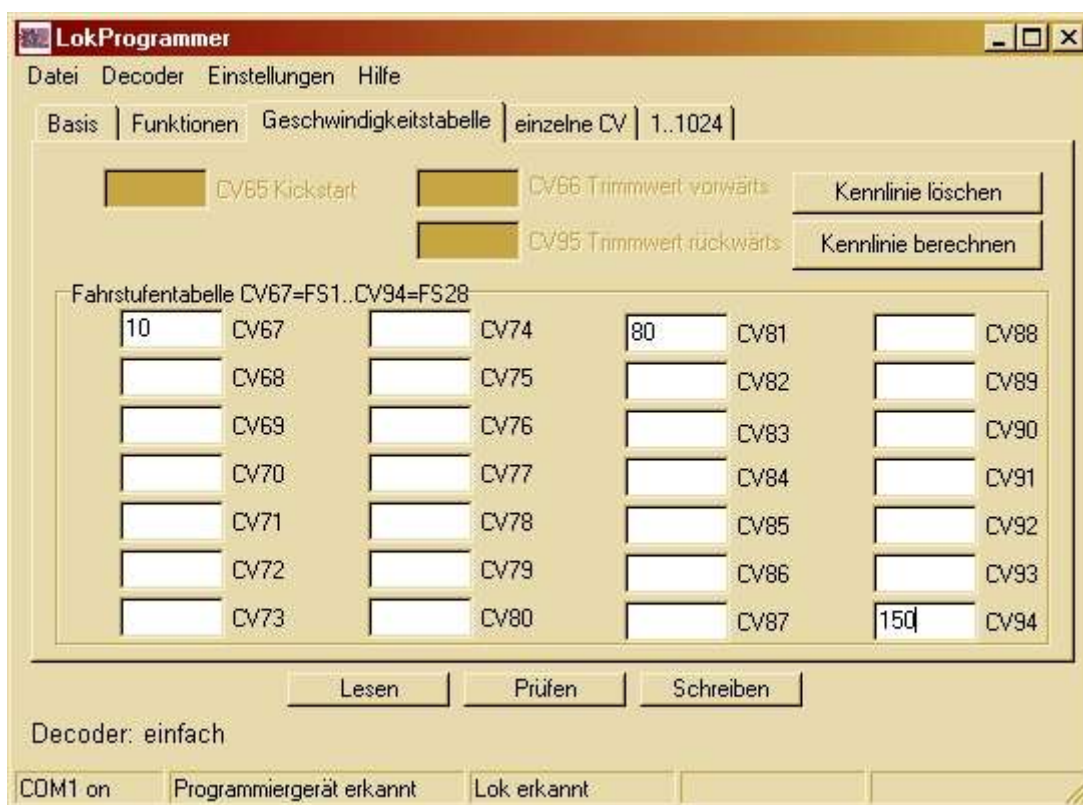 LokProgrammer
Datei Decoder Einstellungen Hilfe
Basis Funktionen Geschwindigkeitstabelle einzelne CV 1..1024
CV65 Kickstart CV66 Trimmwert vorwärts Kennlinie löschen
CV95 Trimmwert rückwärts Kennlinie berechnen
Fahrstufentabelle CV67=FS1..CV94=FS28
10 CV67 CV74 80 CV81 CV88
CV68 CV75 CV82 CV89
CV69 CV76 CV83 CV90
CV70 CV77 CV84 CV91
CV71 CV78 CV85 CV92
CV72 CV79 CV86 CV93
CV73 CV80 CV87 150 CV94
Lesen Prüfen Schreiben
Decoder: einfach
COM1 on Programmiergerät erkannt Lok erkannt